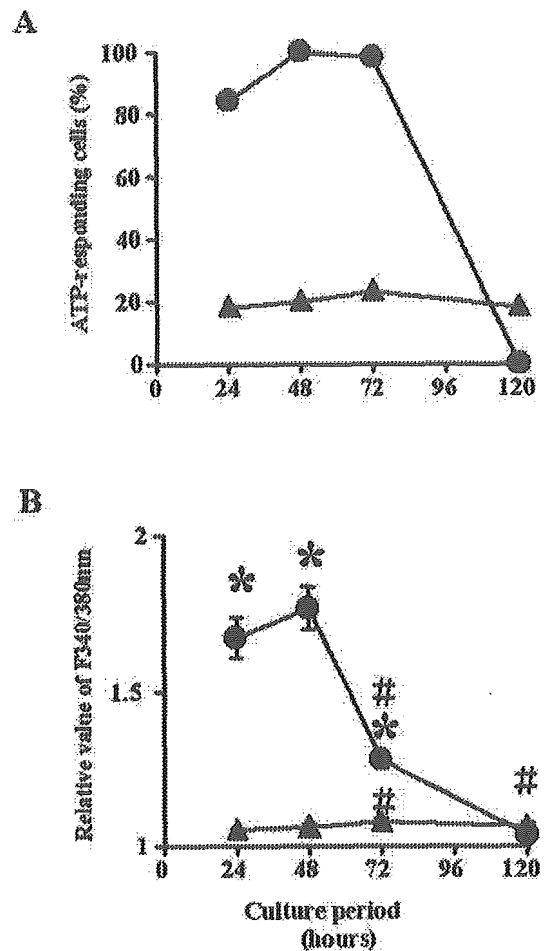 A
ATP-responding cells (%)
100
80
60
40
20
0
0 24 48 72 96 120
B
Relative value of F340/380nm
2
1.5
1
* *
#
*
#
#
0 24 48 72 96 120
Culture period
(hours)